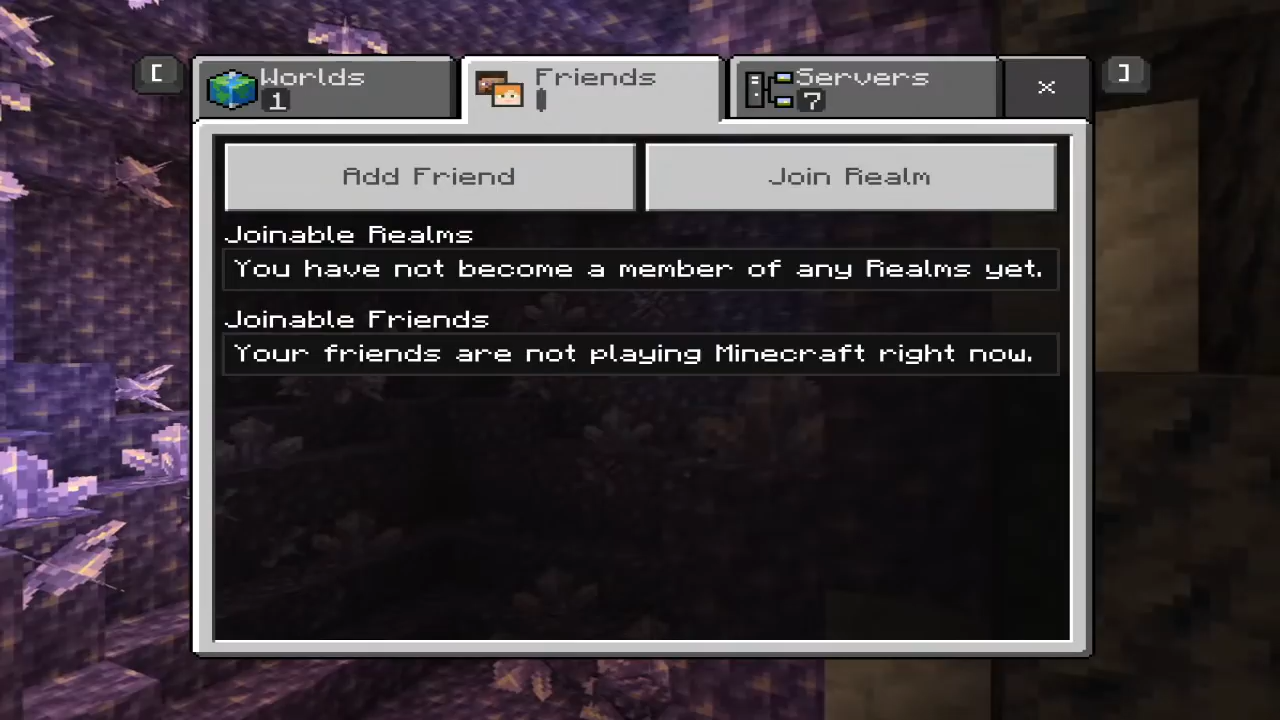 [
Worlds
1
Friends
Servers
7
×
]
Add Friend
Join Realm
Joinable Realms
You have not become a member of any Realms yet.
Joinable Friends
Your friends are not playing Minecraft right now.